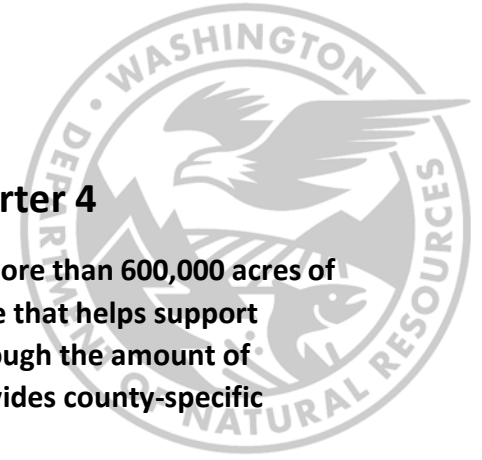 WASHINGTON
DEPARTMENT OF NATURAL RESOURCES
rter 4
ore than 600,000 acres of
e that helps support
ough the amount of
vides county-specific